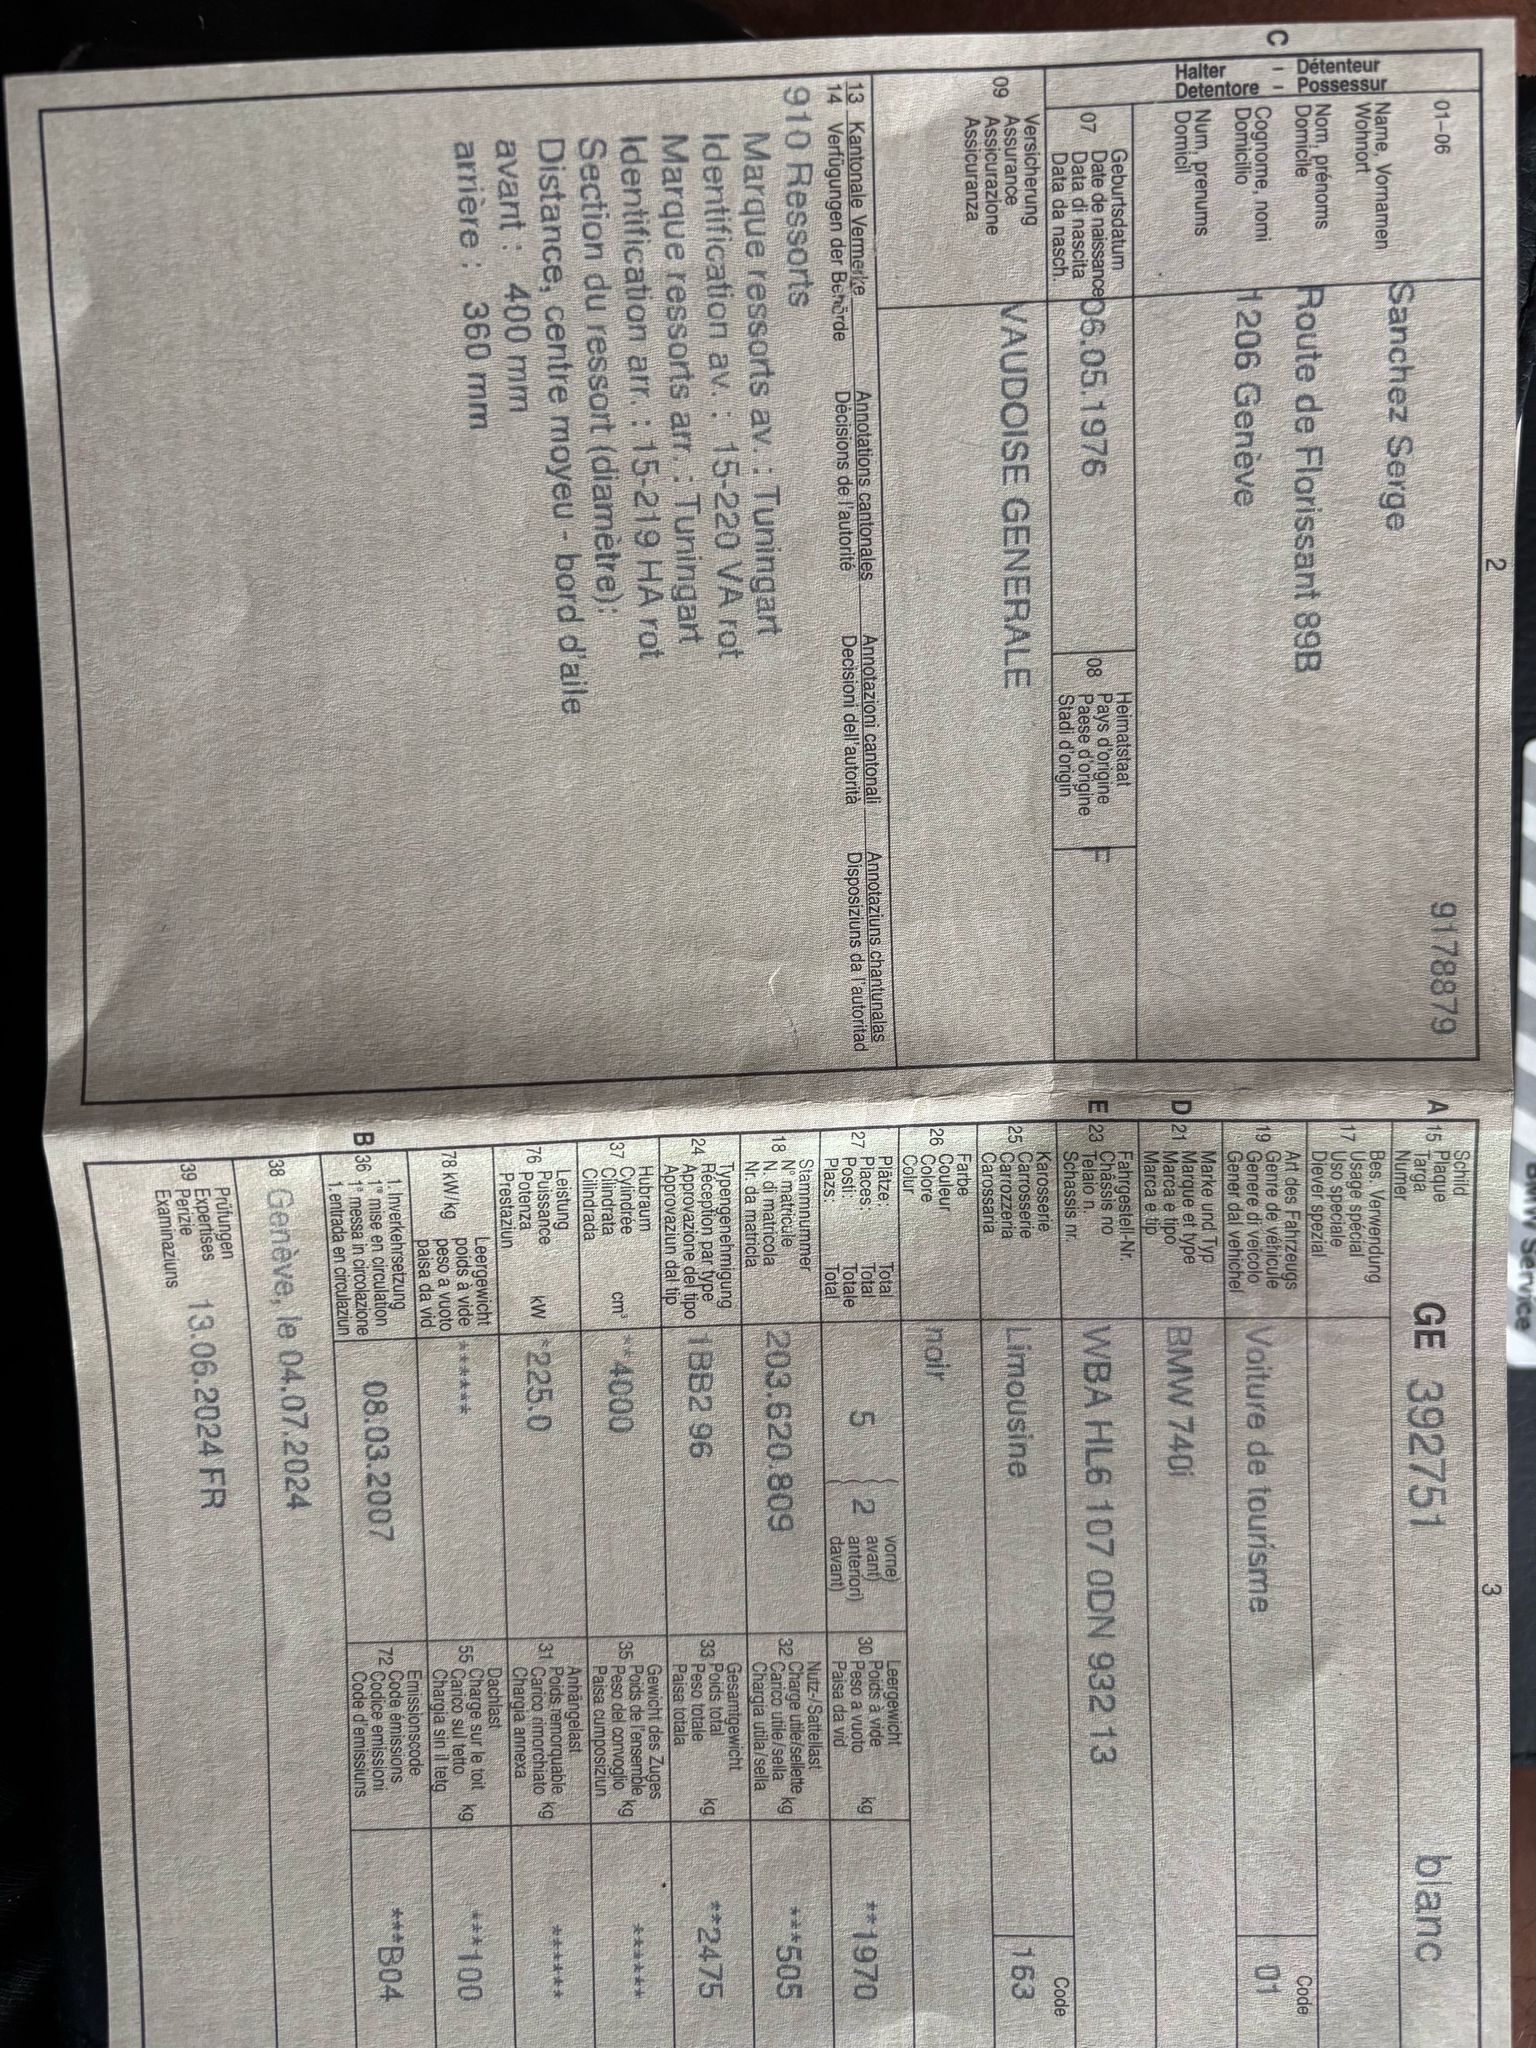 2
C
Halter - Détenteur
Detentore - Possessur
01-06
Name, Vornamen
Wohnort
Nom, prénoms
Domicile
Cognome, nomi
Domicilio
Num, prenums
Domicil
9178879
Sanchez Serge
Route de Florissant 89B
1206 Genève
07 Geburtsdatum
Date de naissance
Data di nascita
Data da nasch.
06.05.1976
08 Heimatstaat
Pays d'origine
Paese d'origine
Stadi d'origin
F
09 Versicherung
Assurance
Assicurazione
Assicuranza
VAUDOISE GENERALE
13 Kantonale Vermerke Annotations cantonales Annotazioni cantonali Annotaziuns chantunalas
14 Verfügungen der Behörde Décisions de l'autorité Decisioni dell'autorità Disposiziuns da l'autoritad
910 Ressorts
Marque ressorts av. : Tuningart
Identification av. : 15-220 VA rot
Marque ressorts arr. : Tuningart
Identification arr. : 15-219 HA rot
Section du ressort (diamètre):
Distance, centre moyeu - bord d'aile
avant : 400 mm
arrière : 360 mm
3
A 15 Schild
Plaque
Targa
Numer
GE 392751 blanc
17 Bes. Verwendung
Usage spécial
Uso speciale
Diever spezial
19 Art des Fahrzeugs
Genre de véhicule
Genere di veicolo
Gener dal vehichel
Voiture de tourisme
Code
01
D 21 Marke und Typ
Marque et type
Marca e tipo
Marca e tip
BMW 740i
E 23 Fahrgestell-Nr.
Châssis no
Telaio n.
Schassis nr.
WBA HL6 107 0DN 932 13
25 Karosserie
Carrosserie
Carrozzeria
Carossaria
Limousine
Code
163
26 Farbe
Couleur
Colore
Colur
noir
27 Plätze: Total
Places: Total
Posti: Totale
Plazs: Total
5
2
vorne)
avant)
anteriori)
davant)
30 Leergewicht
Poids à vide
Peso a vuoto
Paisa da vid
kg
**1970
18 Stammnummer
N° matricule
N. di matricola
Nr. da matricla
203.620.809
32 Nutz-/Sattellast
Charge utile/sellette kg
Carico utile/sella
Chargia utila/sella
***505
24 Typengenehmigung
Réception par type
Approvazione del tipo
Approvaziun dal tip
1BB2 96
33 Gesamtgewicht
Poids total
Peso totale
Paisa totala
kg
**2475
37 Hubraum
Cylindrée
Cilindrata
Cilindrada
cm³
**4000
35 Gewicht des Zuges
Poids de l'ensemble kg
Peso del convoglio
Paisa cumposiziun
******
76 Leistung
Puissance
Potenza
Prestaziun
kW
*225.0
31 Anhängelast
Poids remorquable kg
Carico rimorchiato
Chargia annexa
******
78 kW/kg Leergewicht
poids à vide
peso a vuoto
paisa da vid
******
55 Dachlast
Charge sur le toit kg
Carico sul tetto
Chargia sin il tetg
***100
B 36 1. Inverkehrsetzung
1re mise en circulation
1a messa in circolazione
1. entrada en circulaziun
08.03.2007
72 Emissionscode
Code émissions
Codice emissioni
Code d'emissiuns
***B04
38 Genève, le 04.07.2024
39 Prüfungen
Expertises
Perizie
Examinaziuns
13.06.2024 FR
BMW Service